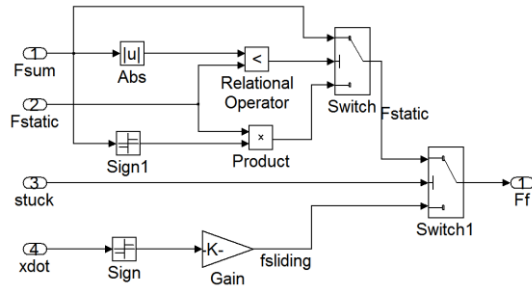 1
Fsum
|u|
Abs
<
Relational
Operator
Switch
2
Fstatic
Fstatic
Sign1
×
Product
3
stuck
1
Ff
Switch1
4
xdot
Sign
-K-
Gain
fsliding